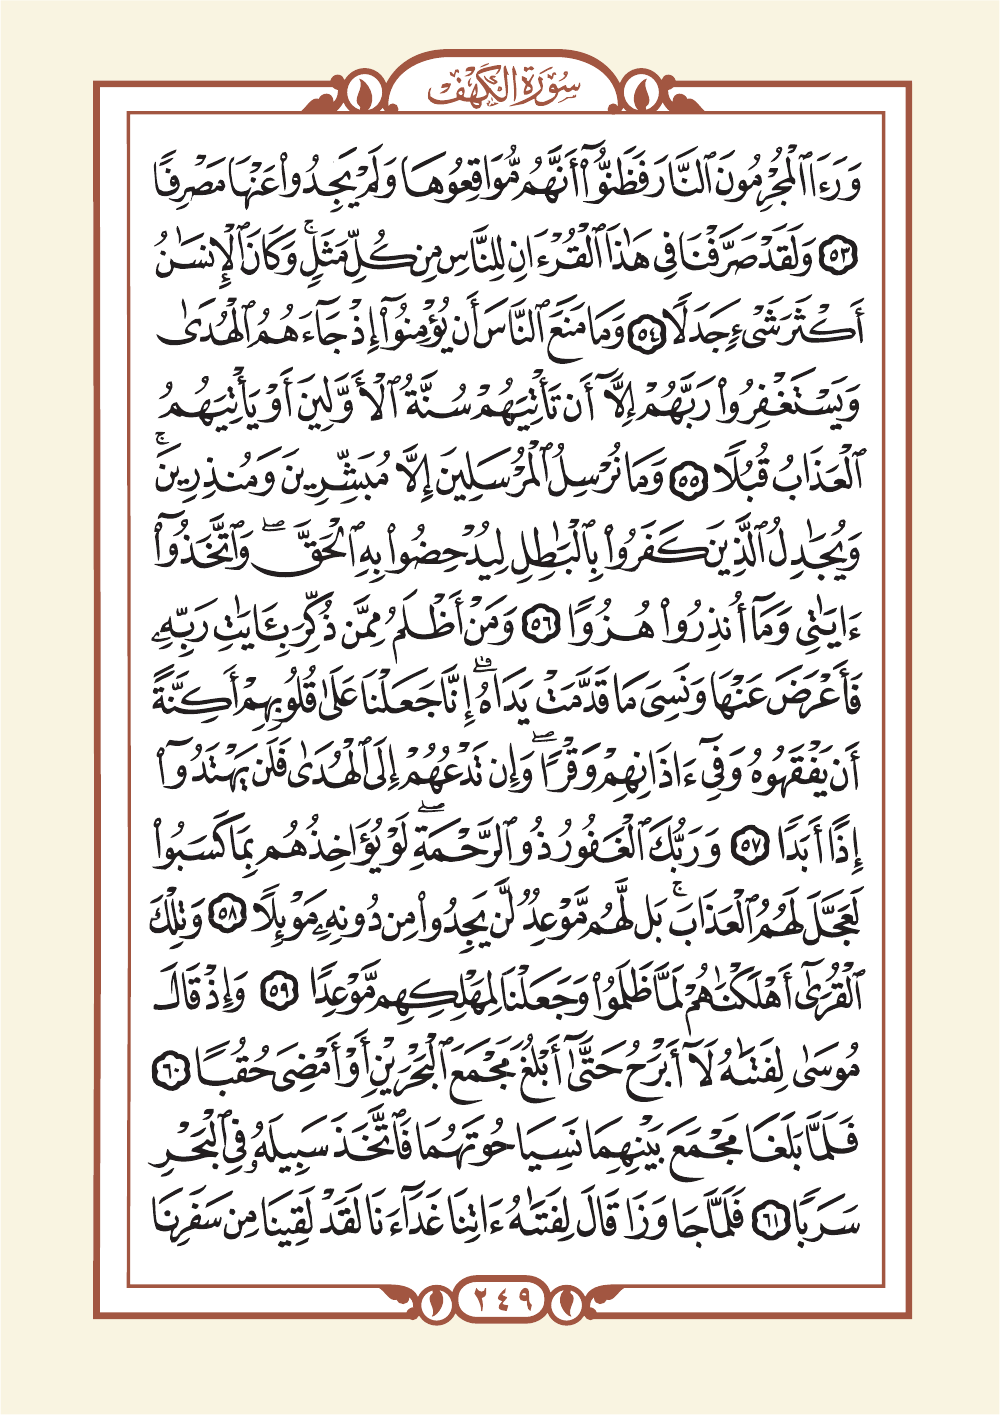 سُورَةُ الكَهْفِ
وَرَءَا ٱلْمُجْرِمُونَ ٱلنَّارَ فَظَنُّوٓا۟ أَنَّهُم مُّوَاقِعُوهَا وَلَمْ يَجِدُوا۟ عَنْهَا مَصْرِفًا
٥٣ وَلَقَدْ صَرَّفْنَا فِى هَٰذَا ٱلْقُرْءَانِ لِلنَّاسِ مِن كُلِّ مَثَلٍۢ ۚ وَكَانَ ٱلْإِنسَٰنُ
أَكْثَرَ شَىْءٍۢ جَدَلًۭا ٥٤ وَمَا مَنَعَ ٱلنَّاسَ أَن يُؤْمِنُوٓا۟ إِذْ جَآءَهُمُ ٱلْهُدَىٰ
وَيَسْتَغْفِرُوا۟ رَبَّهُمْ إِلَّآ أَن تَأْتِيَهُمْ سُنَّةُ ٱلْأَوَّلِينَ أَوْ يَأْتِيَهُمُ
ٱلْعَذَابُ قُبُلًۭا ٥٥ وَمَا نُرْسِلُ ٱلْمُرْسَلِينَ إِلَّا مُبَشِّرِينَ وَمُنذِرِينَ ۚ
وَيُجَٰدِلُ ٱلَّذِينَ كَفَرُوا۟ بِٱلْبَٰطِلِ لِيُدْحِضُوا۟ بِهِ ٱلْحَقَّ ۖ وَٱتَّخَذُوٓا۟
ءَايَٰتِى وَمَآ أُنذِرُوا۟ هُزُوًۭا ٥٦ وَمَنْ أَظْلَمُ مِمَّن ذُكِّرَ بِـَٔايَٰتِ رَبِّهِۦ
فَأَعْرَضَ عَنْهَا وَنَسِىَ مَا قَدَّمَتْ يَدَاهُ ۚ إِنَّا جَعَلْنَا عَلَىٰ قُلُوبِهِمْ أَكِنَّةً
أَن يَفْقَهُوهُ وَفِىٓ ءَاذَانِهِمْ وَقْرًۭا ۖ وَإِن تَدْعُهُمْ إِلَى ٱلْهُدَىٰ فَلَن يَهْتَدُوٓا۟
إِذًا أَبَدًۭا ٥٧ وَرَبُّكَ ٱلْغَفُورُ ذُو ٱلرَّحْمَةِ ۖ لَوْ يُؤَاخِذُهُم بِمَا كَسَبُوا۟
لَعَجَّلَ لَهُمُ ٱلْعَذَابَ ۚ بَل لَّهُم مَّوْعِدٌۭ لَّن يَجِدُوا۟ مِن دُونِهِۦ مَوْئِلًۭا ٥٨ وَتِلْكَ
ٱلْقُرَىٰٓ أَهْلَكْنَٰهُمْ لَمَّا ظَلَمُوا۟ وَجَعَلْنَا لِمَهْلِكِهِم مَّوْعِدًۭا ٥٩ وَإِذْ قَالَ
مُوسَىٰ لِفَتَىٰهُ لَآ أَبْرَحُ حَتَّىٰٓ أَبْلُغَ مَجْمَعَ ٱلْبَحْرَيْنِ أَوْ أَمْضِىَ حُقُبًۭا ٦٠
فَلَمَّا بَلَغَا مَجْمَعَ بَيْنِهِمَا نَسِيَا حُوتَهُمَا فَٱتَّخَذَ سَبِيلَهُۥ فِى ٱلْبَحْرِ
سَرَبًۭا ٦١ فَلَمَّا جَاوَزَا قَالَ لِفَتَىٰهُ ءَاتِنَا غَدَآءَنَا لَقَدْ لَقِينَا مِن سَفَرِنَا
٢٤٩